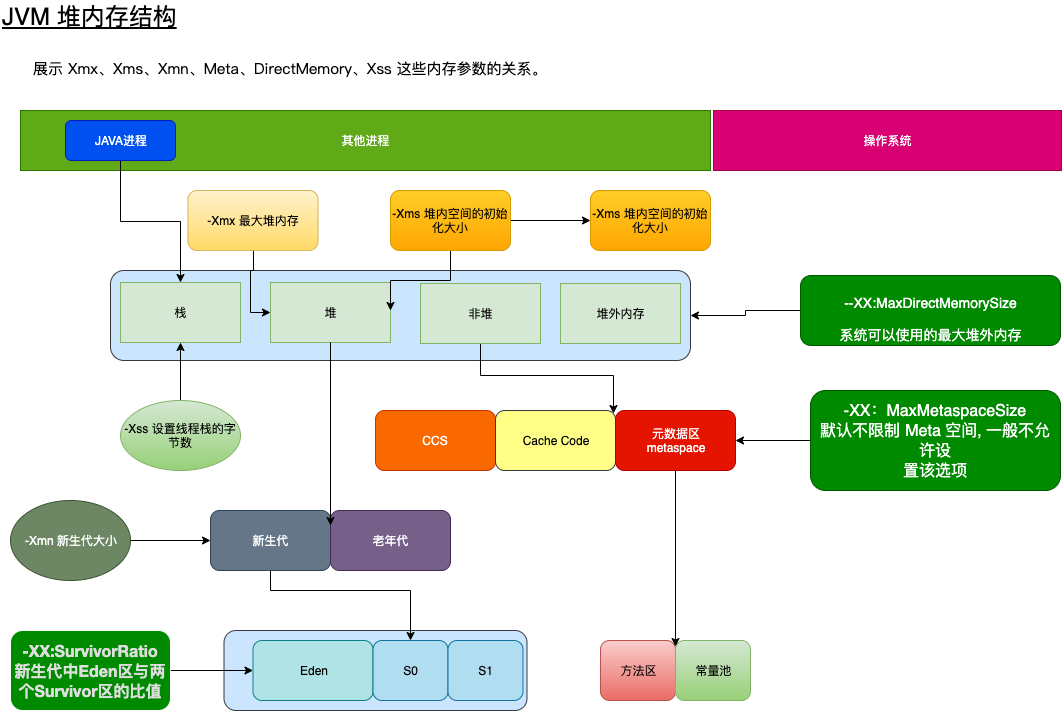 JVM 堆内存结构
展示 Xmx、Xms、Xmn、Meta、DirectMemory、Xss 这些内存参数的关系。
JAVA进程
其他进程
操作系统
-Xmx 最大堆内存
-Xms 堆内空间的初始
化大小
-Xms 堆内空间的初始
化大小
栈
堆
非堆
堆外内存
--XX:MaxDirectMemorySize
系统可以使用的最大堆外内存
-Xss 设置线程栈的字
节数
CCS
Cache Code
元数据区
metaspace
-XX：MaxMetaspaceSize
默认不限制 Meta 空间, 一般不允
许设
置该选项
-Xmn 新生代大小
新生代
老年代
-XX:SurvivorRatio
新生代中Eden区与两
个Survivor区的比值
Eden
S0
S1
方法区
常量池